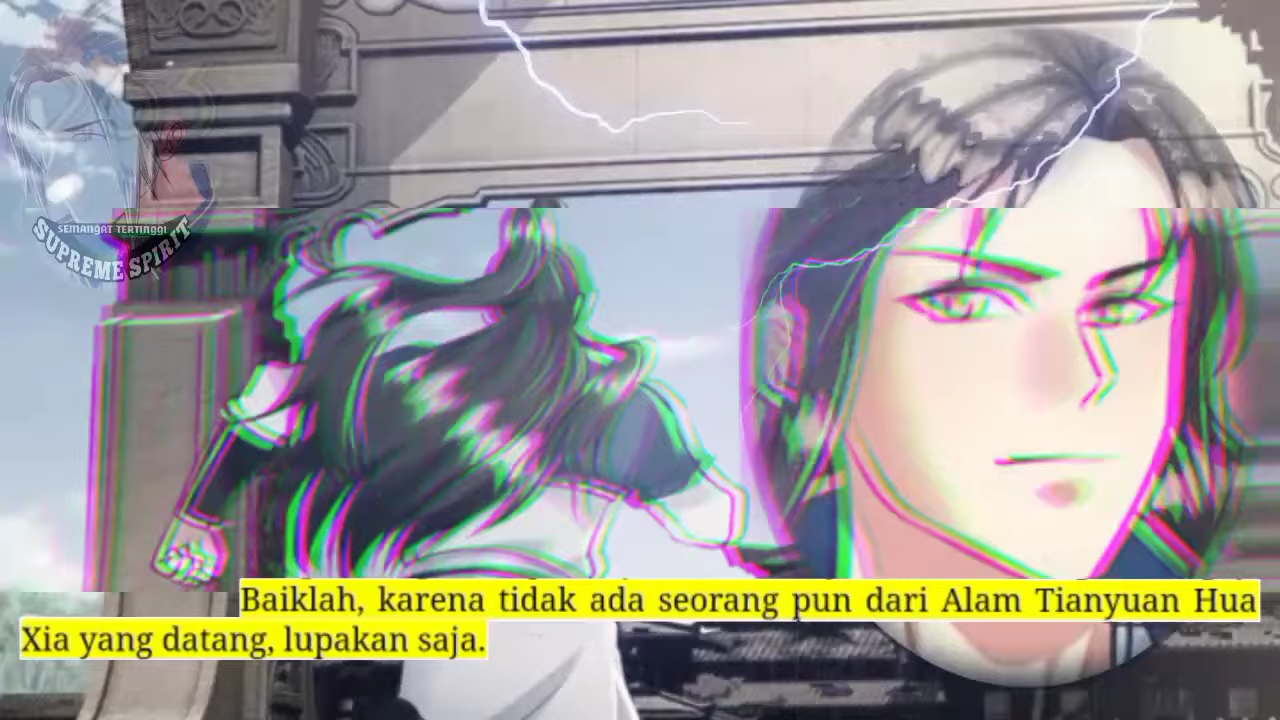 SEMANGAT TERTINGGI
SUPREME SPIRIT
Baiklah, karena tidak ada seorang pun dari Alam Tianyuan Hua
Xia yang datang, lupakan saja.